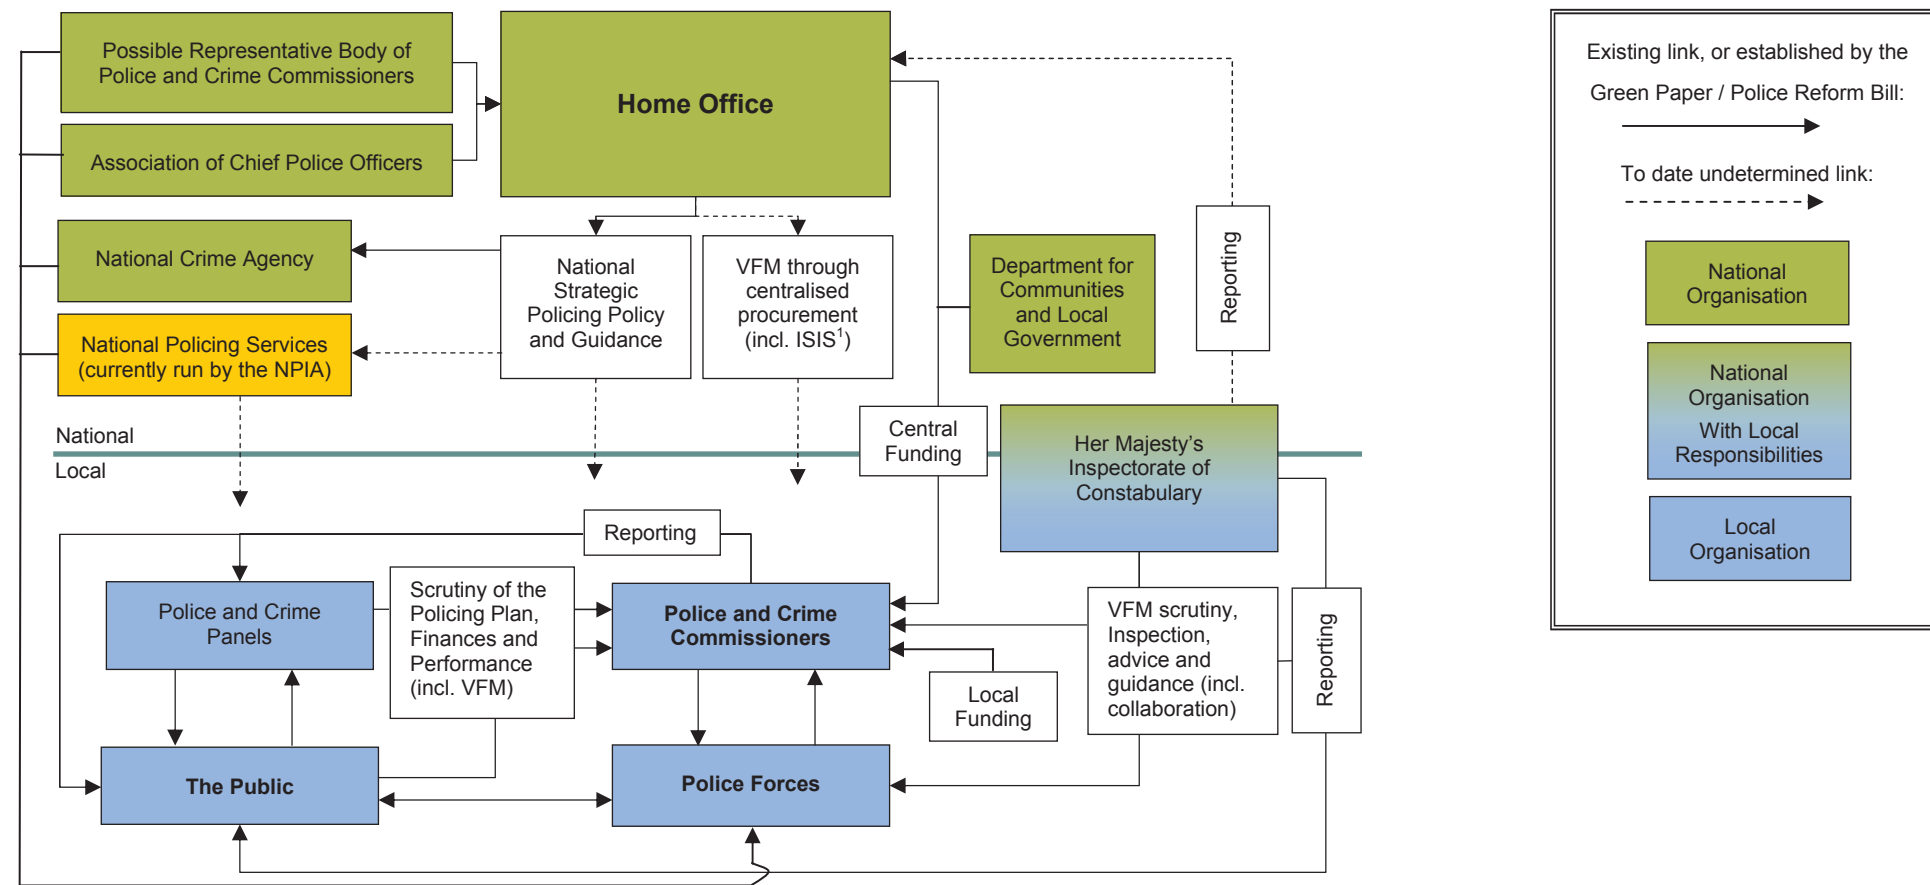 Possible Representative Body of
Police and Crime Commissioners
Association of Chief Police Officers
Home Office
National Crime Agency
National Policing Services
(currently run by the NPIA)
National
Strategic
Policing Policy
and Guidance
VFM through
centralised
procurement
(incl. ISIS¹)
Department for
Communities
and Local
Government
Reporting
National
Local
Central
Funding
Her Majesty’s
Inspectorate of
Constabulary
Reporting
Police and Crime
Panels
Scrutiny of the
Policing Plan,
Finances and
Performance
(incl. VFM)
Police and Crime
Commissioners
Local
Funding
VFM scrutiny,
Inspection,
advice and
guidance (incl.
collaboration)
Reporting
The Public
Police Forces
Existing link, or established by the
Green Paper / Police Reform Bill:
To date undetermined link:
National
Organisation
National
Organisation
With Local
Responsibilities
Local
Organisation